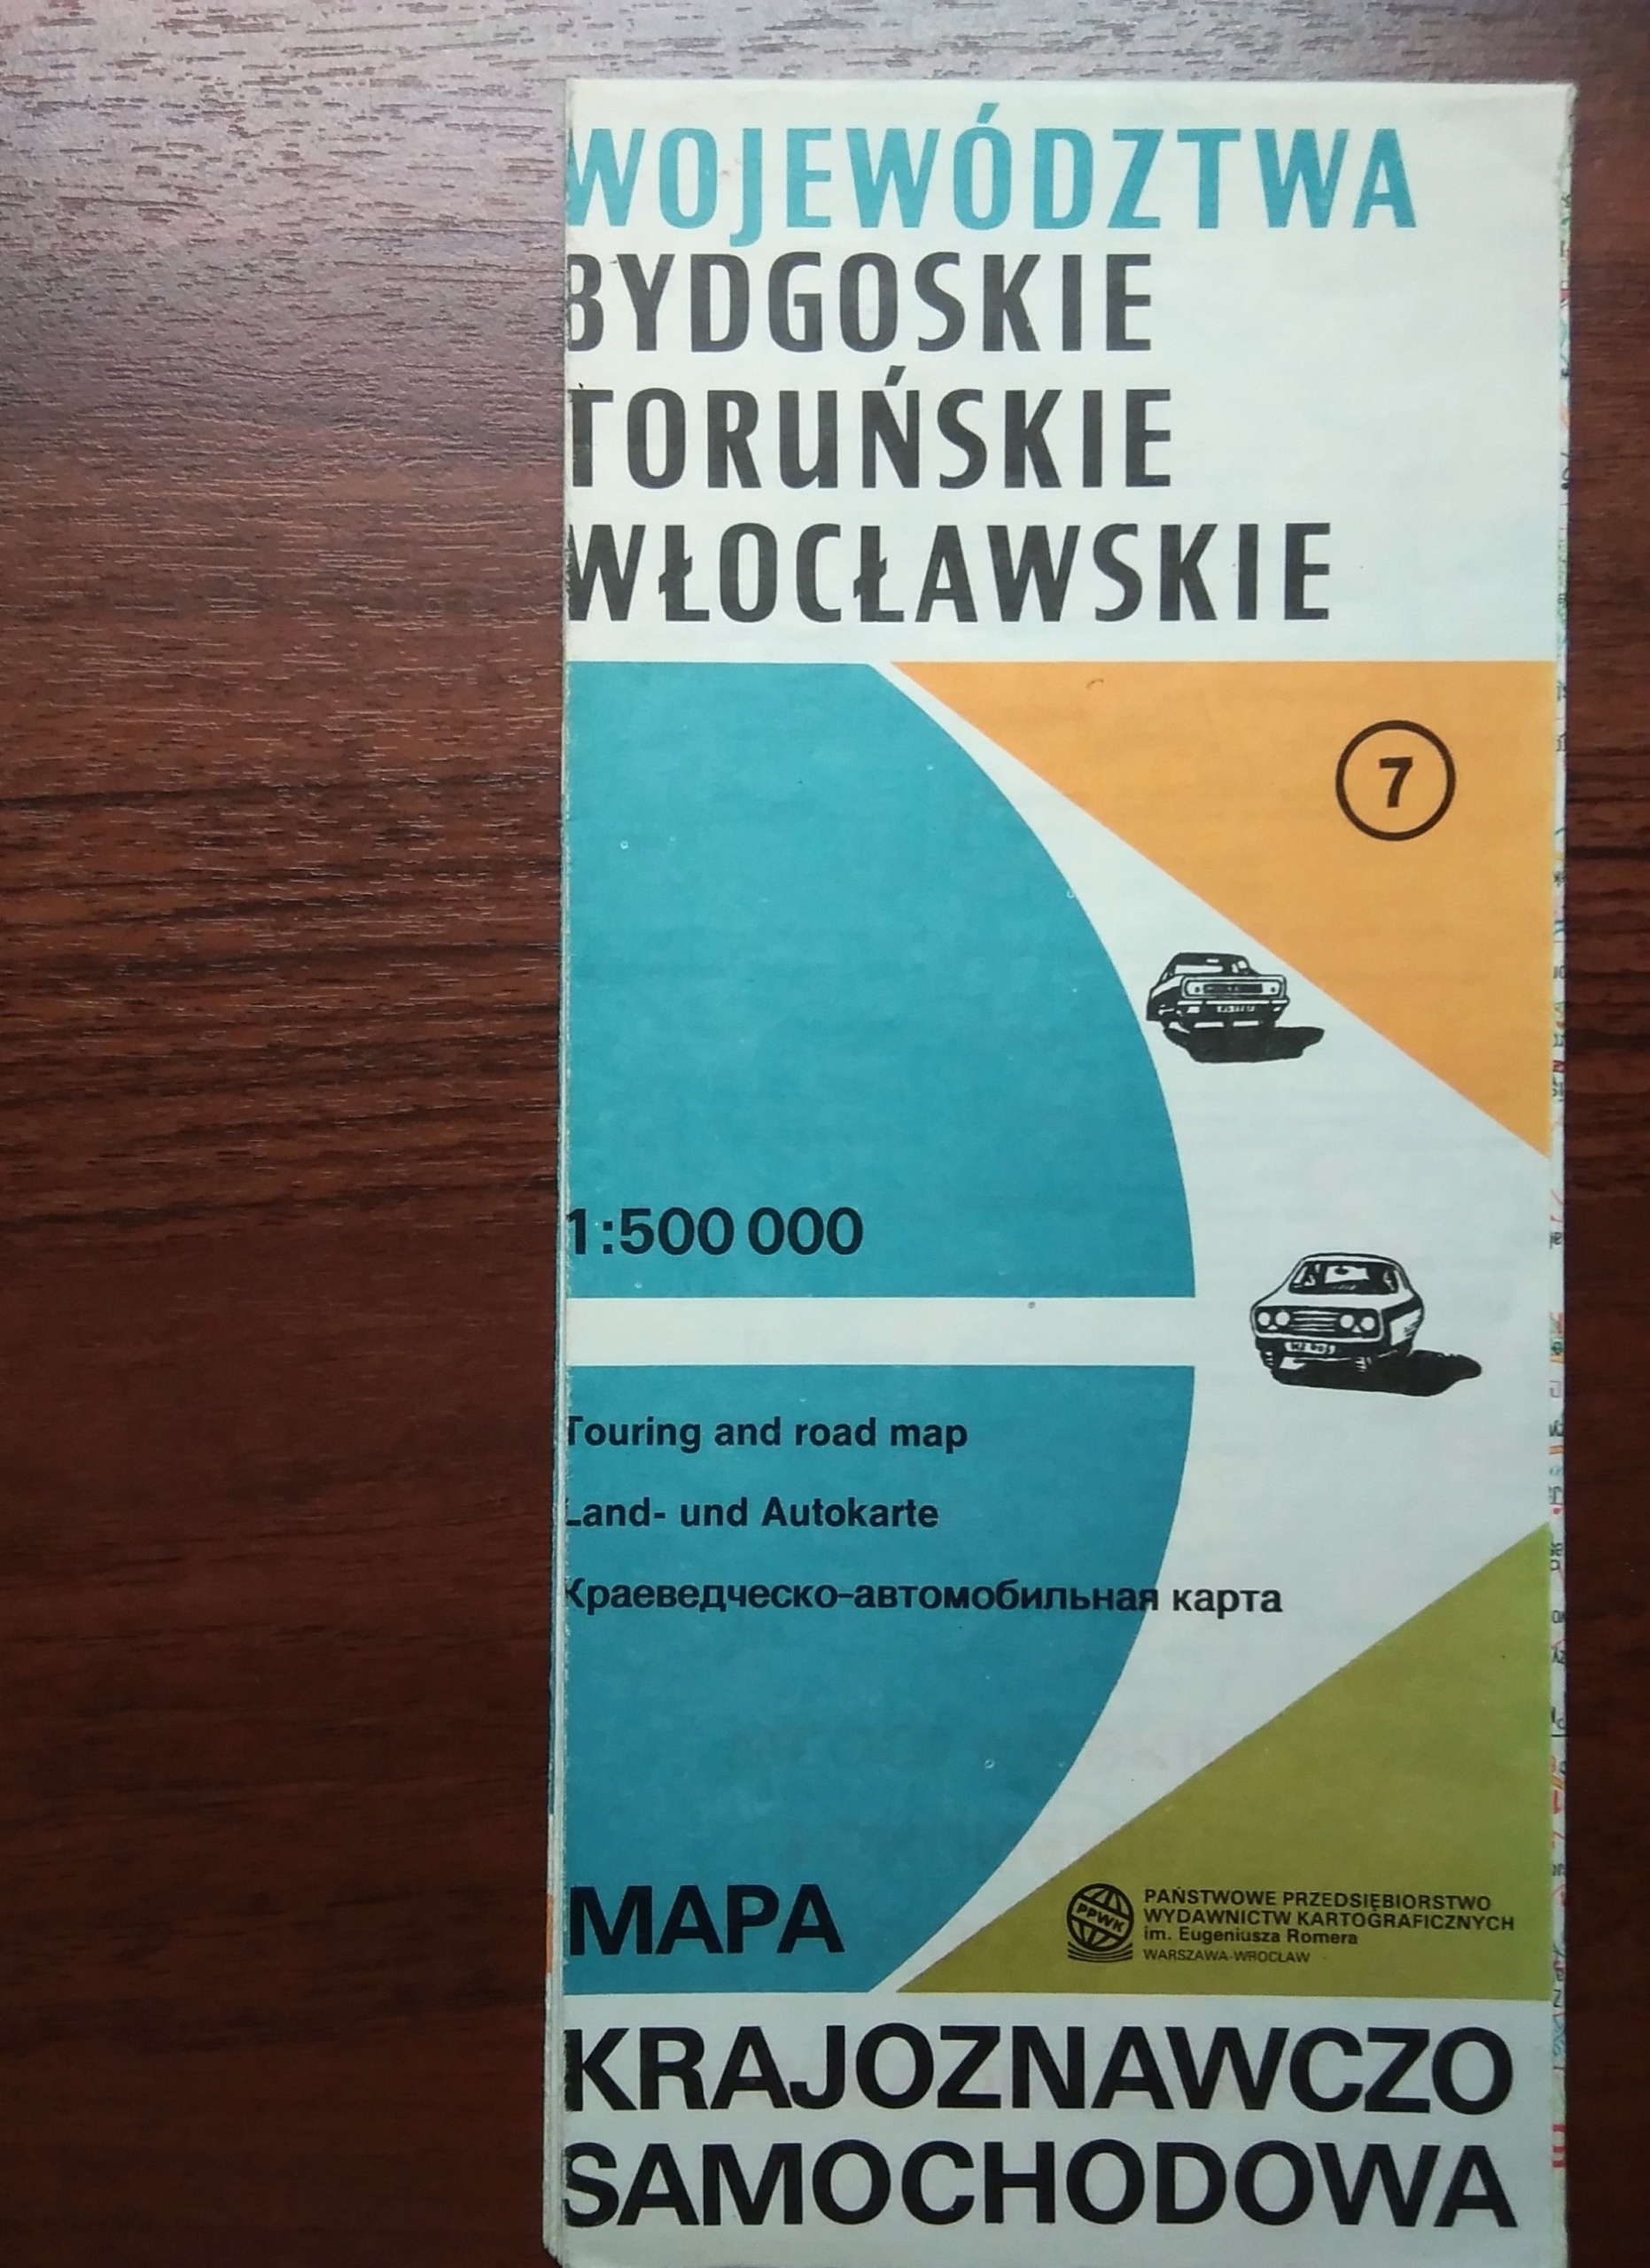 WOJEWÓDZTWA
BYDGOSKIE
TORUŃSKIE
WŁOCŁAWSKIE
7
1:500 000
Touring and road map
Land- und Autokarte
Краеведческо-автомобильная карта
MAPA
PPWK
PAŃSTWOWE PRZEDSIĘBIORSTWO
WYDAWNICTW KARTOGRAFICZNYCH
im. Eugeniusza Romera
WARSZAWA-WROCŁAW
KRAJOZNAWCZO
SAMOCHODOWA